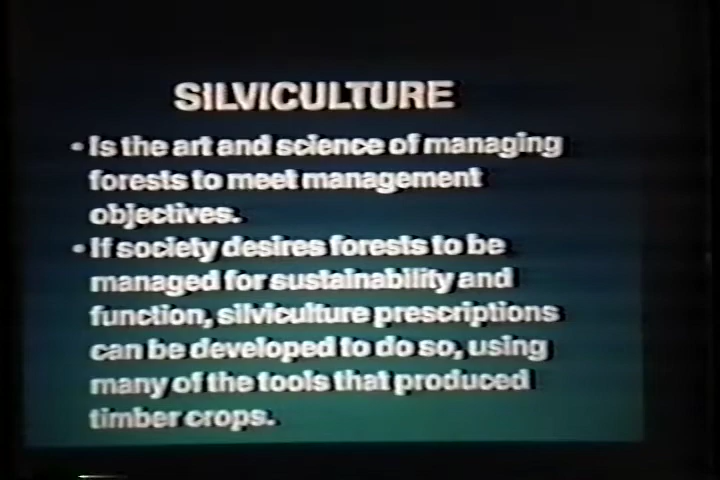 SILVICULTURE
• Is the art and science of managing
forests to meet management
objectives.
• If society desires forests to be
managed for sustainability and
function, silviculture prescriptions
can be developed to do so, using
many of the tools that produced
timber crops.